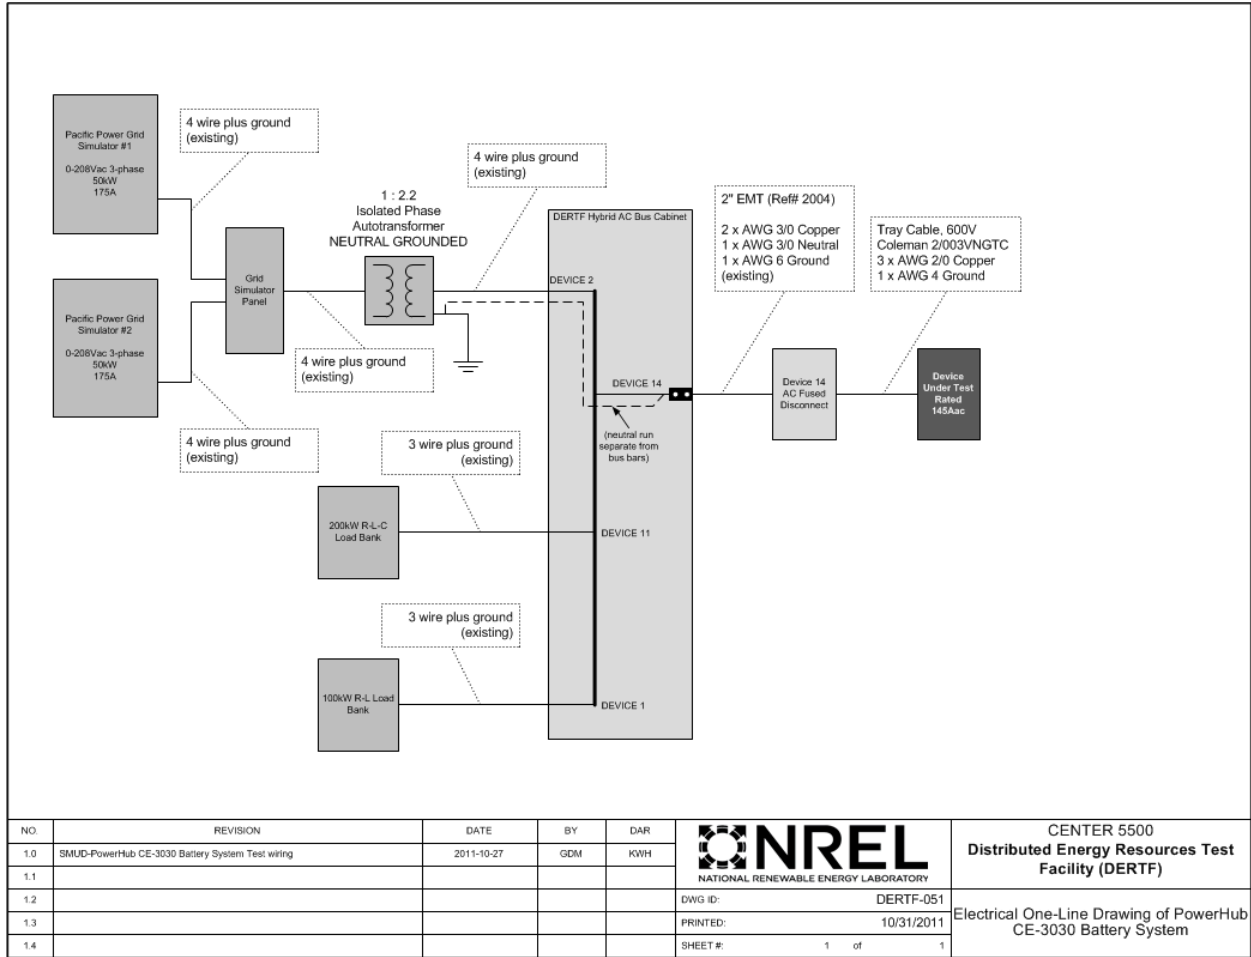 Pacific Power Grid
Simulator #1
0-208Vac 3-phase
50kW
175A
4 wire plus ground
(existing)
Pacific Power Grid
Simulator #2
0-208Vac 3-phase
50kW
175A
4 wire plus ground
(existing)
Grid
Simulator
Panel
4 wire plus ground
(existing)
1 : 2.2
Isolated Phase
Autotransformer
NEUTRAL GROUNDED
4 wire plus ground
(existing)
DERTF Hybrid AC Bus Cabinet
DEVICE 2
DEVICE 14
(neutral run
separate from
bus bars)
DEVICE 11
DEVICE 1
3 wire plus ground
(existing)
200kW R-L-C
Load Bank
3 wire plus ground
(existing)
100kW R-L Load
Bank
2" EMT (Ref# 2004)
2 x AWG 3/0 Copper
1 x AWG 3/0 Neutral
1 x AWG 6 Ground
(existing)
Tray Cable, 600V
Coleman 2/003VNGTC
3 x AWG 2/0 Copper
1 x AWG 4 Ground
Device 14
AC Fused
Disconnect
Device
Under Test
Rated
145Aac
NO. REVISION DATE BY DAR
1.0 SMUD-PowerHub CE-3030 Battery System Test wiring 2011-10-27 GDM KWH
1.1
1.2
1.3
1.4
NREL
NATIONAL RENEWABLE ENERGY LABORATORY
DWG ID: DERTF-051
PRINTED: 10/31/2011
SHEET #: 1 of 1
CENTER 5500
Distributed Energy Resources Test
Facility (DERTF)
Electrical One-Line Drawing of PowerHub
CE-3030 Battery System